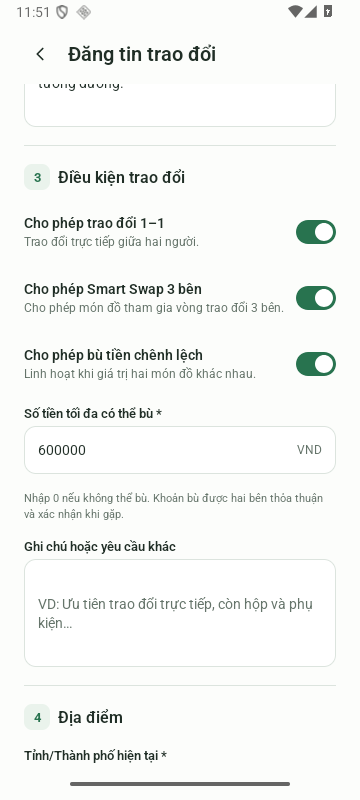 11:51
Đăng tin trao đổi
tương đương.
3 Điều kiện trao đổi
Cho phép trao đổi 1–1
Trao đổi trực tiếp giữa hai người.
Cho phép Smart Swap 3 bên
Cho phép món đồ tham gia vòng trao đổi 3 bên.
Cho phép bù tiền chênh lệch
Linh hoạt khi giá trị hai món đồ khác nhau.
Số tiền tối đa có thể bù *
600000 VND
Nhập 0 nếu không thể bù. Khoản bù được hai bên thỏa thuận
và xác nhận khi gặp.
Ghi chú hoặc yêu cầu khác
VD: Ưu tiên trao đổi trực tiếp, còn hộp và phụ
kiện...
4 Địa điểm
Tỉnh/Thành phố hiện tại *